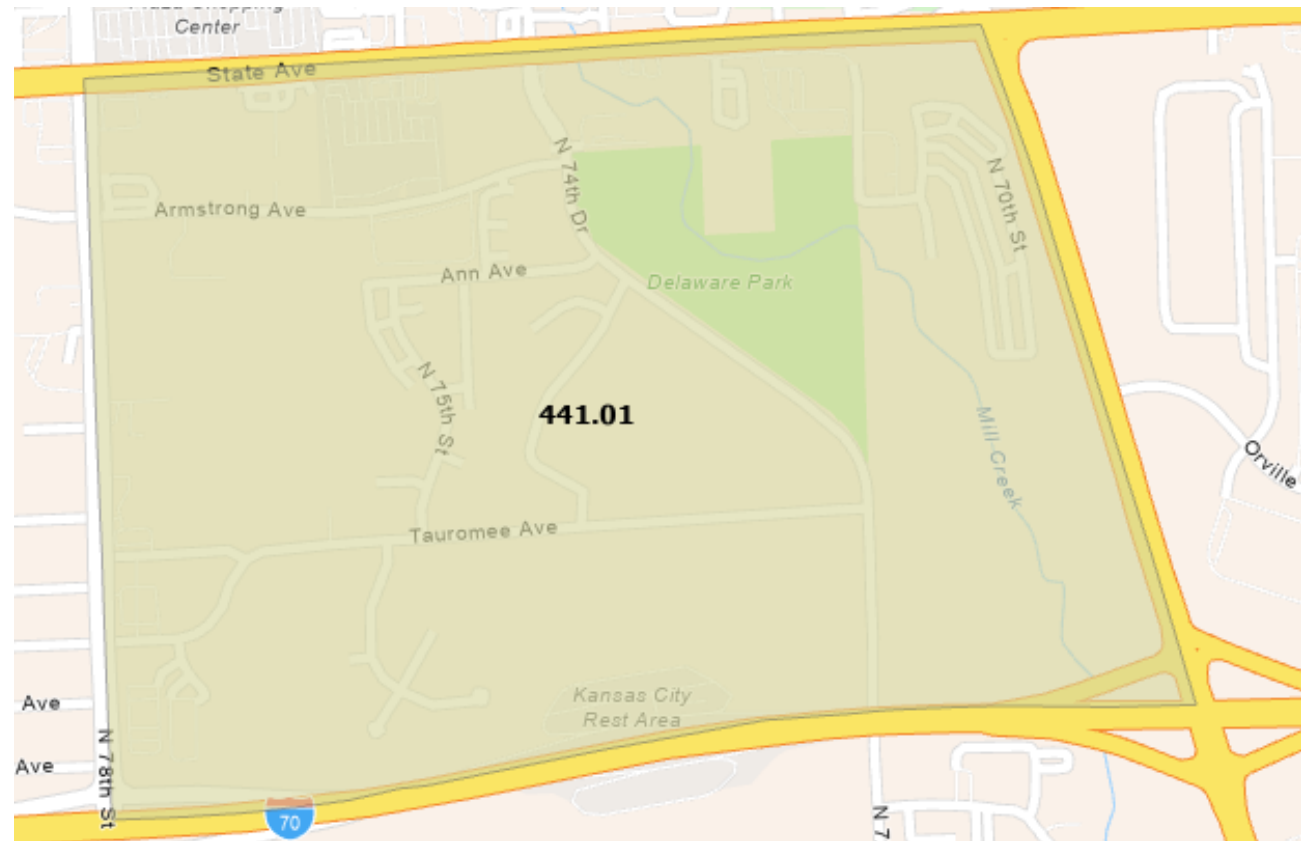 Center
State Ave
N 74th Dr
N 70th St
Armstrong Ave
Ann Ave
Delaware Park
N 75th St
441.01
Mill Creek
Orville
Tauromee Ave
Kansas City
Rest Area
Ave
Ave
N 78th St
70
N 7